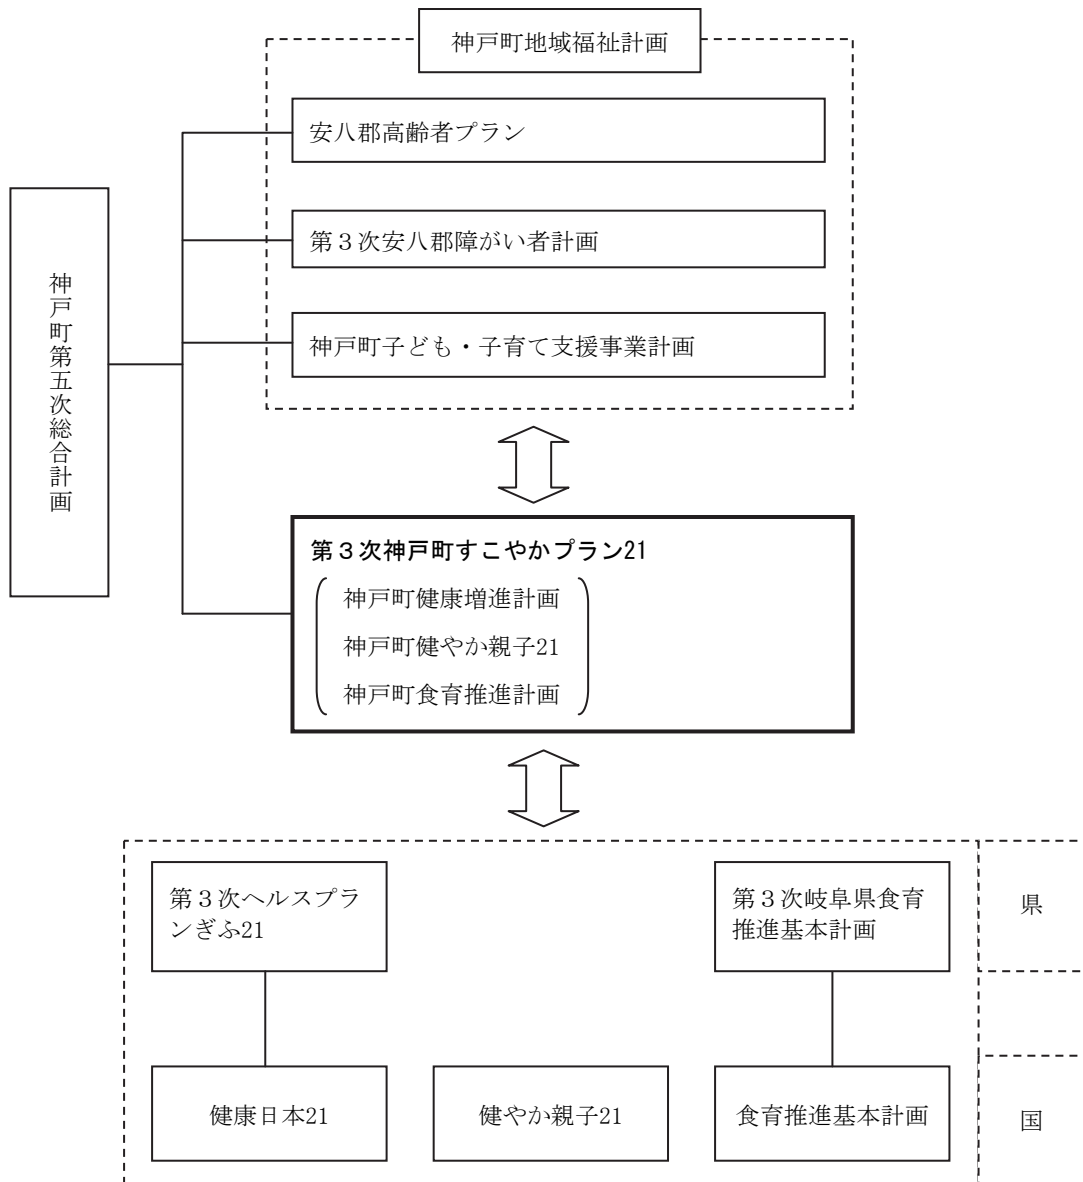 神戸町地域福祉計画
安八郡高齢者プラン
第３次安八郡障がい者計画
神戸町子ども・子育て支援事業計画
神戸町第五次総合計画
第３次神戸町すこやかプラン21
神戸町健康増進計画
神戸町健やか親子21
神戸町食育推進計画
第３次ヘルスプラ
ンぎふ21
第３次岐阜県食育
推進基本計画
県
健康日本21
健やか親子21
食育推進基本計画
国